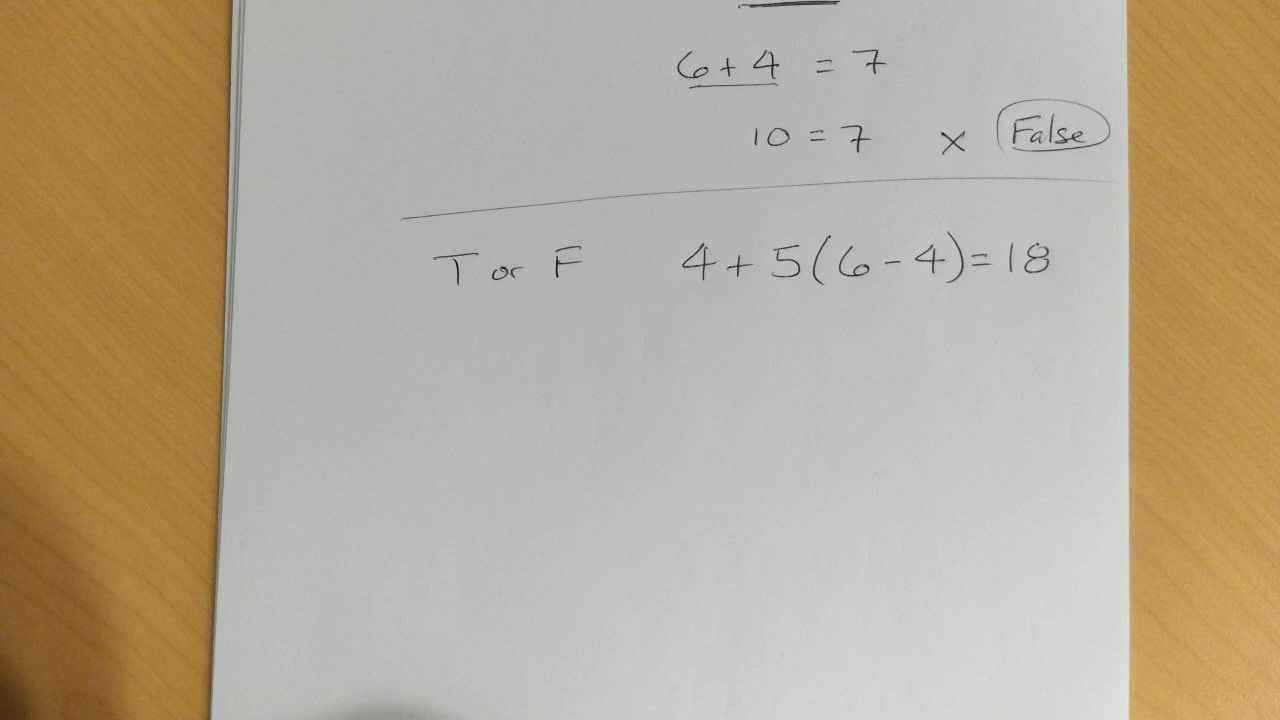 6 + 4 = 7
10 = 7 × False
T or F 4 + 5(6 - 4) = 18